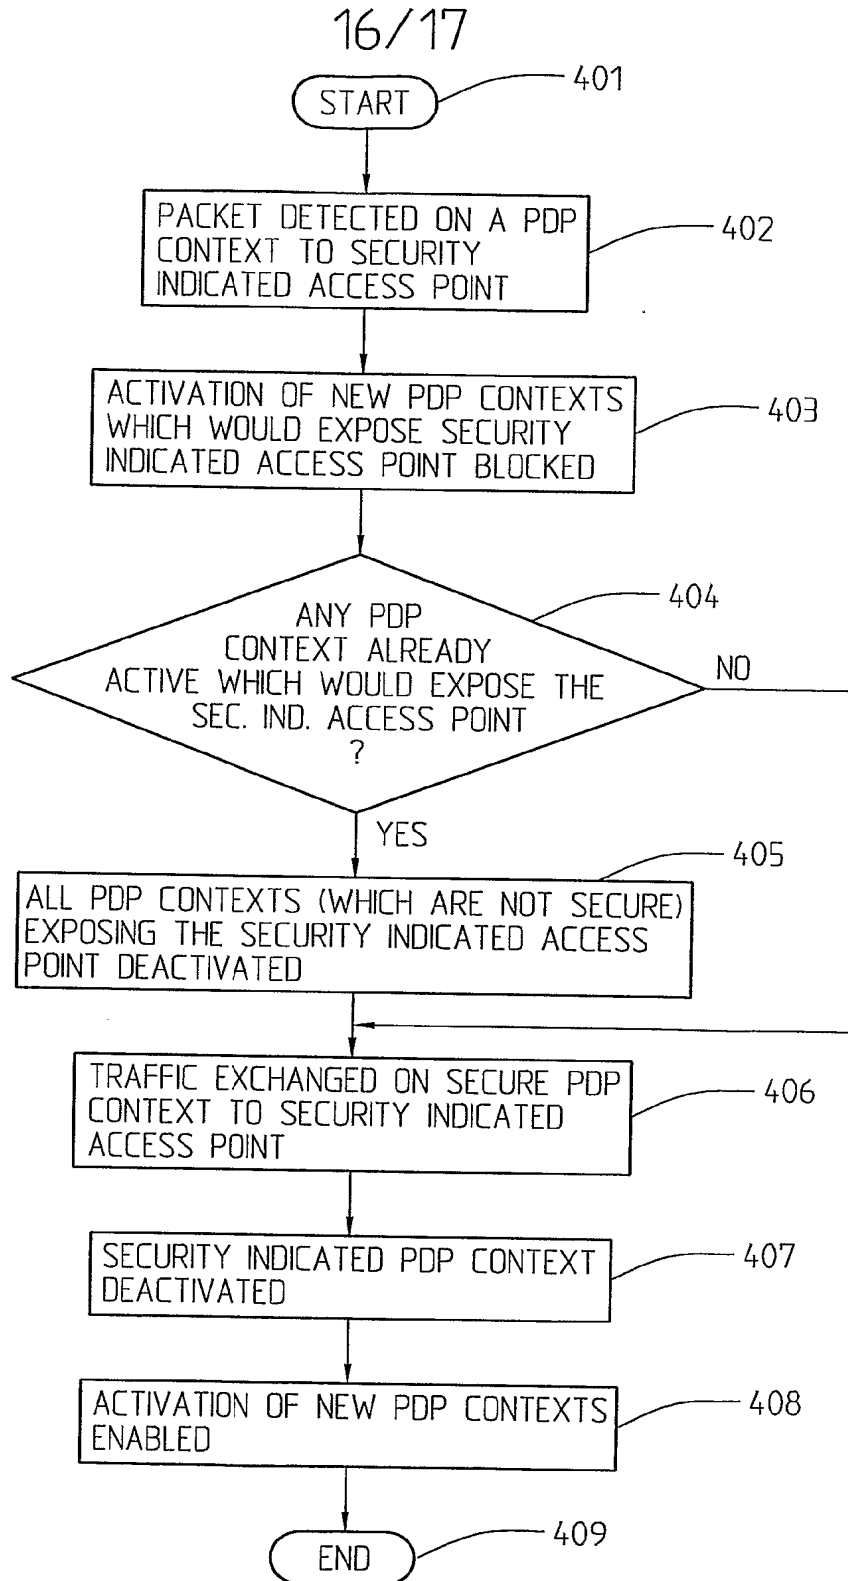 16/17
START
401
PACKET DETECTED ON A PDP
CONTEXT TO SECURITY
INDICATED ACCESS POINT
402
ACTIVATION OF NEW PDP CONTEXTS
WHICH WOULD EXPOSE SECURITY
INDICATED ACCESS POINT BLOCKED
403
ANY PDP
CONTEXT ALREADY
ACTIVE WHICH WOULD EXPOSE THE
SEC. IND. ACCESS POINT
?
404
NO
YES
ALL PDP CONTEXTS (WHICH ARE NOT SECURE)
EXPOSING THE SECURITY INDICATED ACCESS
POINT DEACTIVATED
405
TRAFFIC EXCHANGED ON SECURE PDP
CONTEXT TO SECURITY INDICATED
ACCESS POINT
406
SECURITY INDICATED PDP CONTEXT
DEACTIVATED
407
ACTIVATION OF NEW PDP CONTEXTS
ENABLED
408
END
409